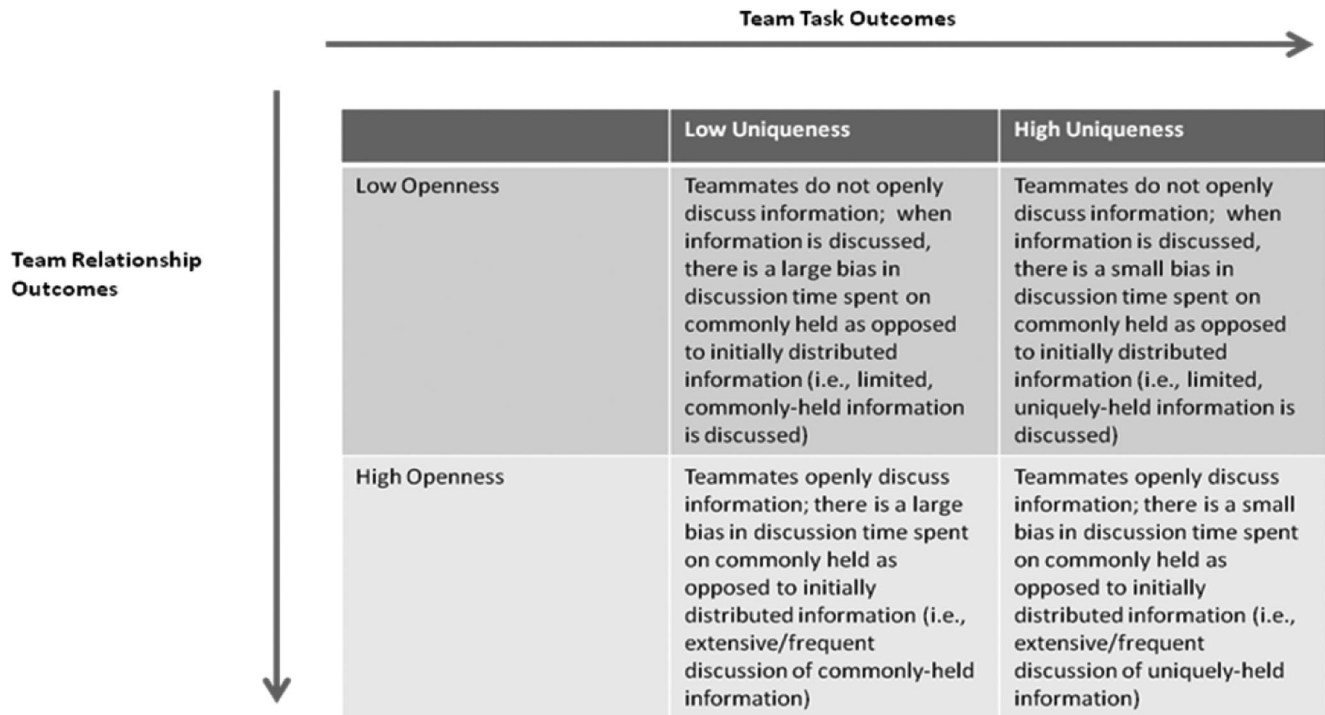 Team Task Outcomes
Team Relationship
Outcomes
Low Uniqueness
High Uniqueness
Low Openness
Teammates do not openly
discuss information;  when
information is discussed,
there is a large bias in
discussion time spent on
commonly held as opposed
to initially distributed
information (i.e., limited,
commonly-held information
is discussed)
Teammates do not openly
discuss information;  when
information is discussed,
there is a small bias in
discussion time spent on
commonly held as opposed
to initially distributed
information (i.e., limited,
uniquely-held information is
discussed)
High Openness
Teammates openly discuss
information; there is a large
bias in discussion time spent
on commonly held as
opposed to initially
distributed information (i.e.,
extensive/frequent
discussion of commonly-held
information)
Teammates openly discuss
information; there is a small
bias in discussion time spent
on commonly held as
opposed to initially
distributed information (i.e.,
extensive/frequent
discussion of uniquely-held
information)